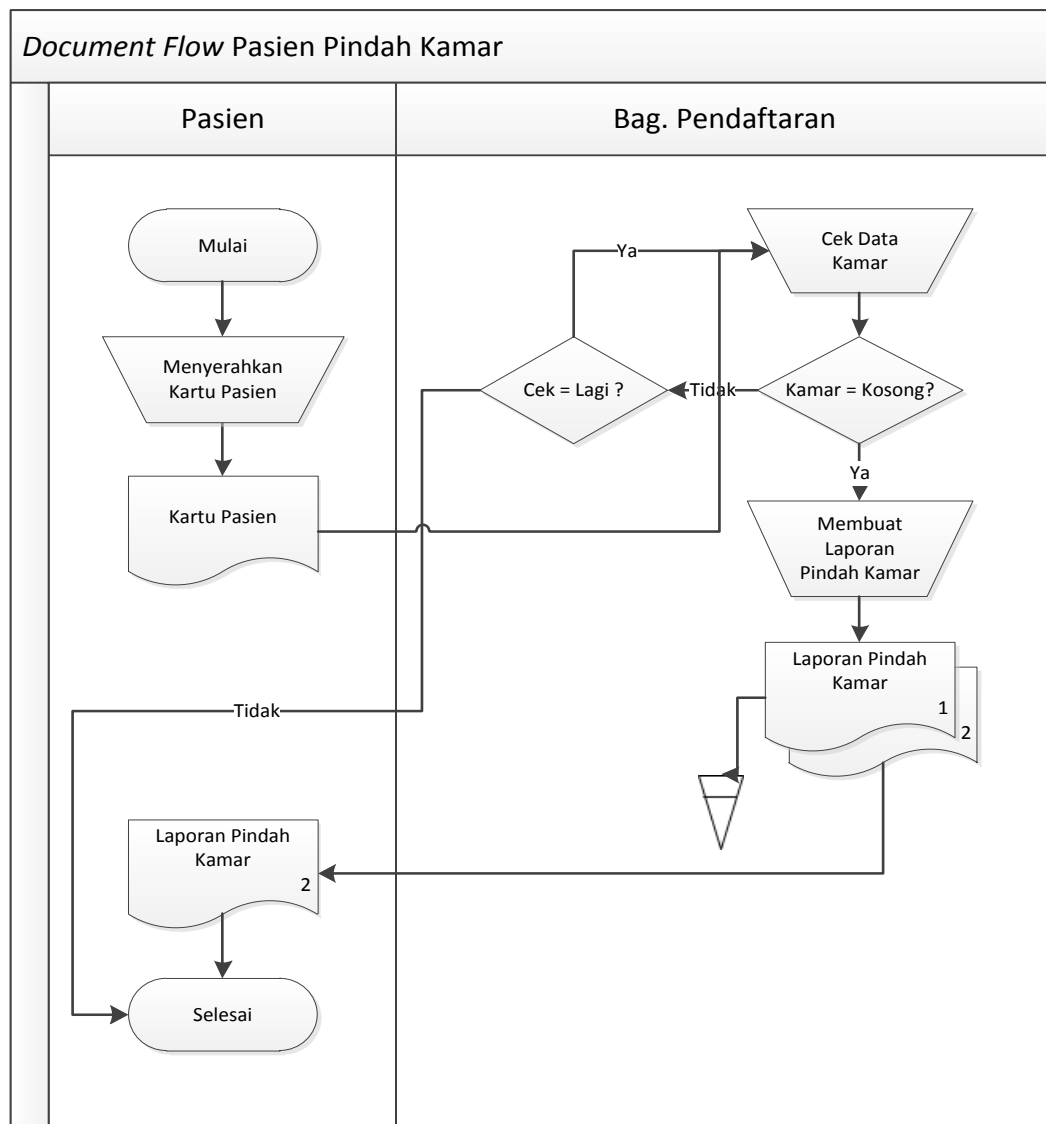 Document Flow Pasien Pindah Kamar
Pasien
Bag. Pendaftaran
Mulai
Cek Data
Kamar
Ya
Menyerahkan
Kartu Pasien
Cek = Lagi ?
Tidak
Kamar = Kosong?
Ya
Kartu Pasien
Membuat
Laporan
Pindah Kamar
Laporan Pindah
Kamar
1
2
Tidak
Laporan Pindah
Kamar
2
Selesai